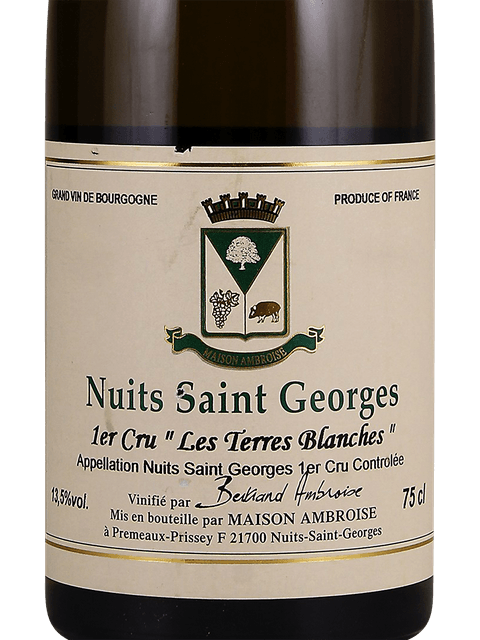 GRAND VIN DE BOURGOGNE
PRODUCE OF FRANCE
MAISON AMBROISE
Nuits Saint Georges
1er Cru " Les Terres Blanches "
Appellation Nuits Saint Georges 1er Cru Controlée
13,5%vol.
Vinifié par Bertrand Ambroise
75 cl
Mis en bouteille par MAISON AMBROISE
à Premeaux-Prissey F 21700 Nuits-Saint-Georges